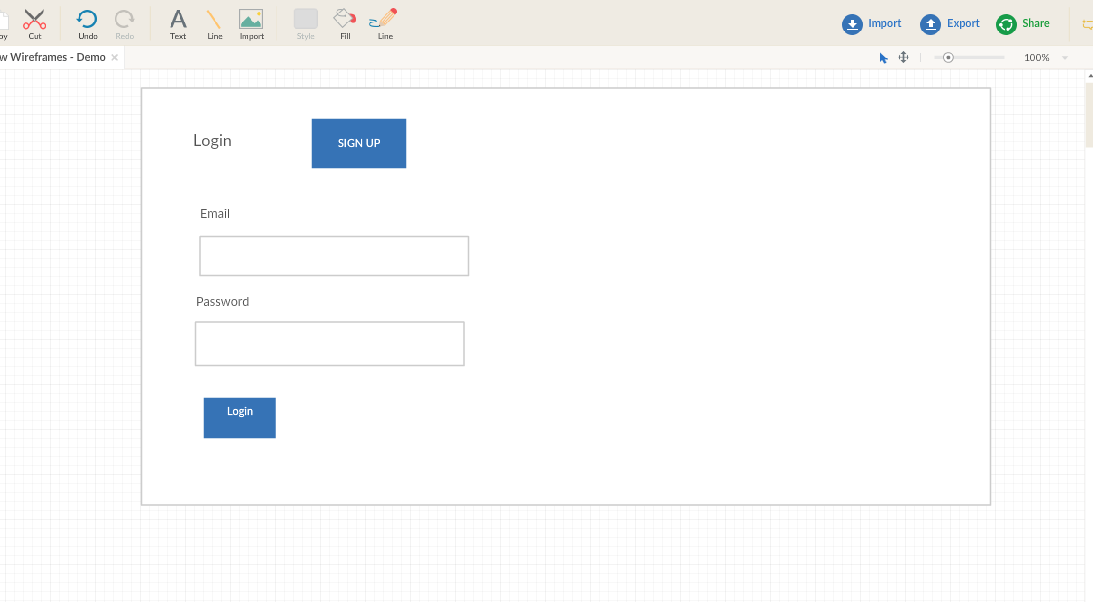 py Cut Undo Redo Text Line Import Style Fill Line Import Export Share
w Wireframes - Demo 100%
Login SIGN UP
Email
Password
Login